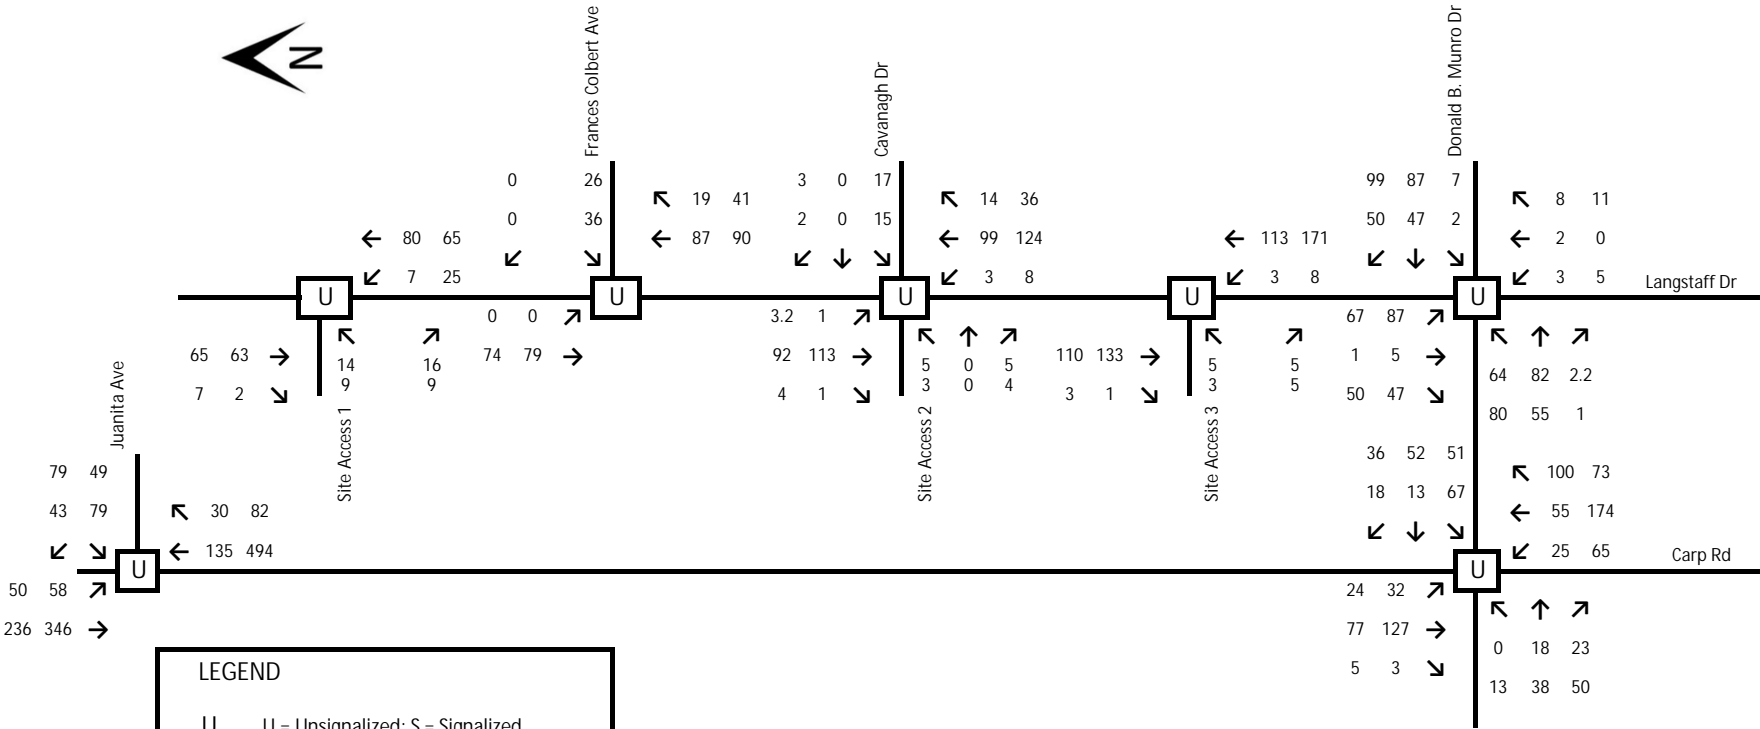 N
Frances Colbert Ave
Cavanagh Dr
Donald B. Munro Dr
0 26
0 36
19 41
87 90
3 0 17
2 0 15
14 36
99 124
3 8
99 87 7
50 47 2
8 11
2 0
3 5
80 65
7 25
113 171
3 8
Langstaff Dr
U
U
U
U
U
65 63
7 2
14 16
9 9
0 0
74 79
3.2 1
92 113
4 1
5 0 5
3 0 4
110 133
3 1
5 5
3 5
67 87
1 5
50 47
64 82 2.2
80 55 1
Site Access 1
Site Access 2
Site Access 3
Juanita Ave
79 49
43 79
30 82
135 494
U
50 58
236 346
36 52 51
18 13 67
100 73
55 174
25 65
Carp Rd
U
24 32
77 127
5 3
0 18 23
13 38 50
LEGEND
U U = Unsignalized; S = Signalized